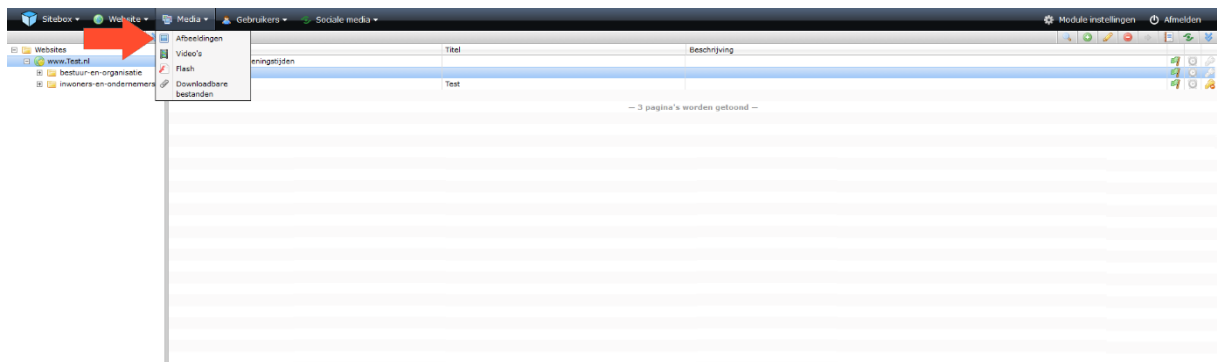 Sitebox Website Media Gebruikers Sociale media Module instellingen Afmelden
Afbeeldingen
Video's
Flash
Downloadbare
bestanden
Websites Titel Beschrijving
www.Test.nl eningstijden
bestuur-en-organisatie
inwoners-en-ondernemers Test
— 3 pagina's worden getoond —